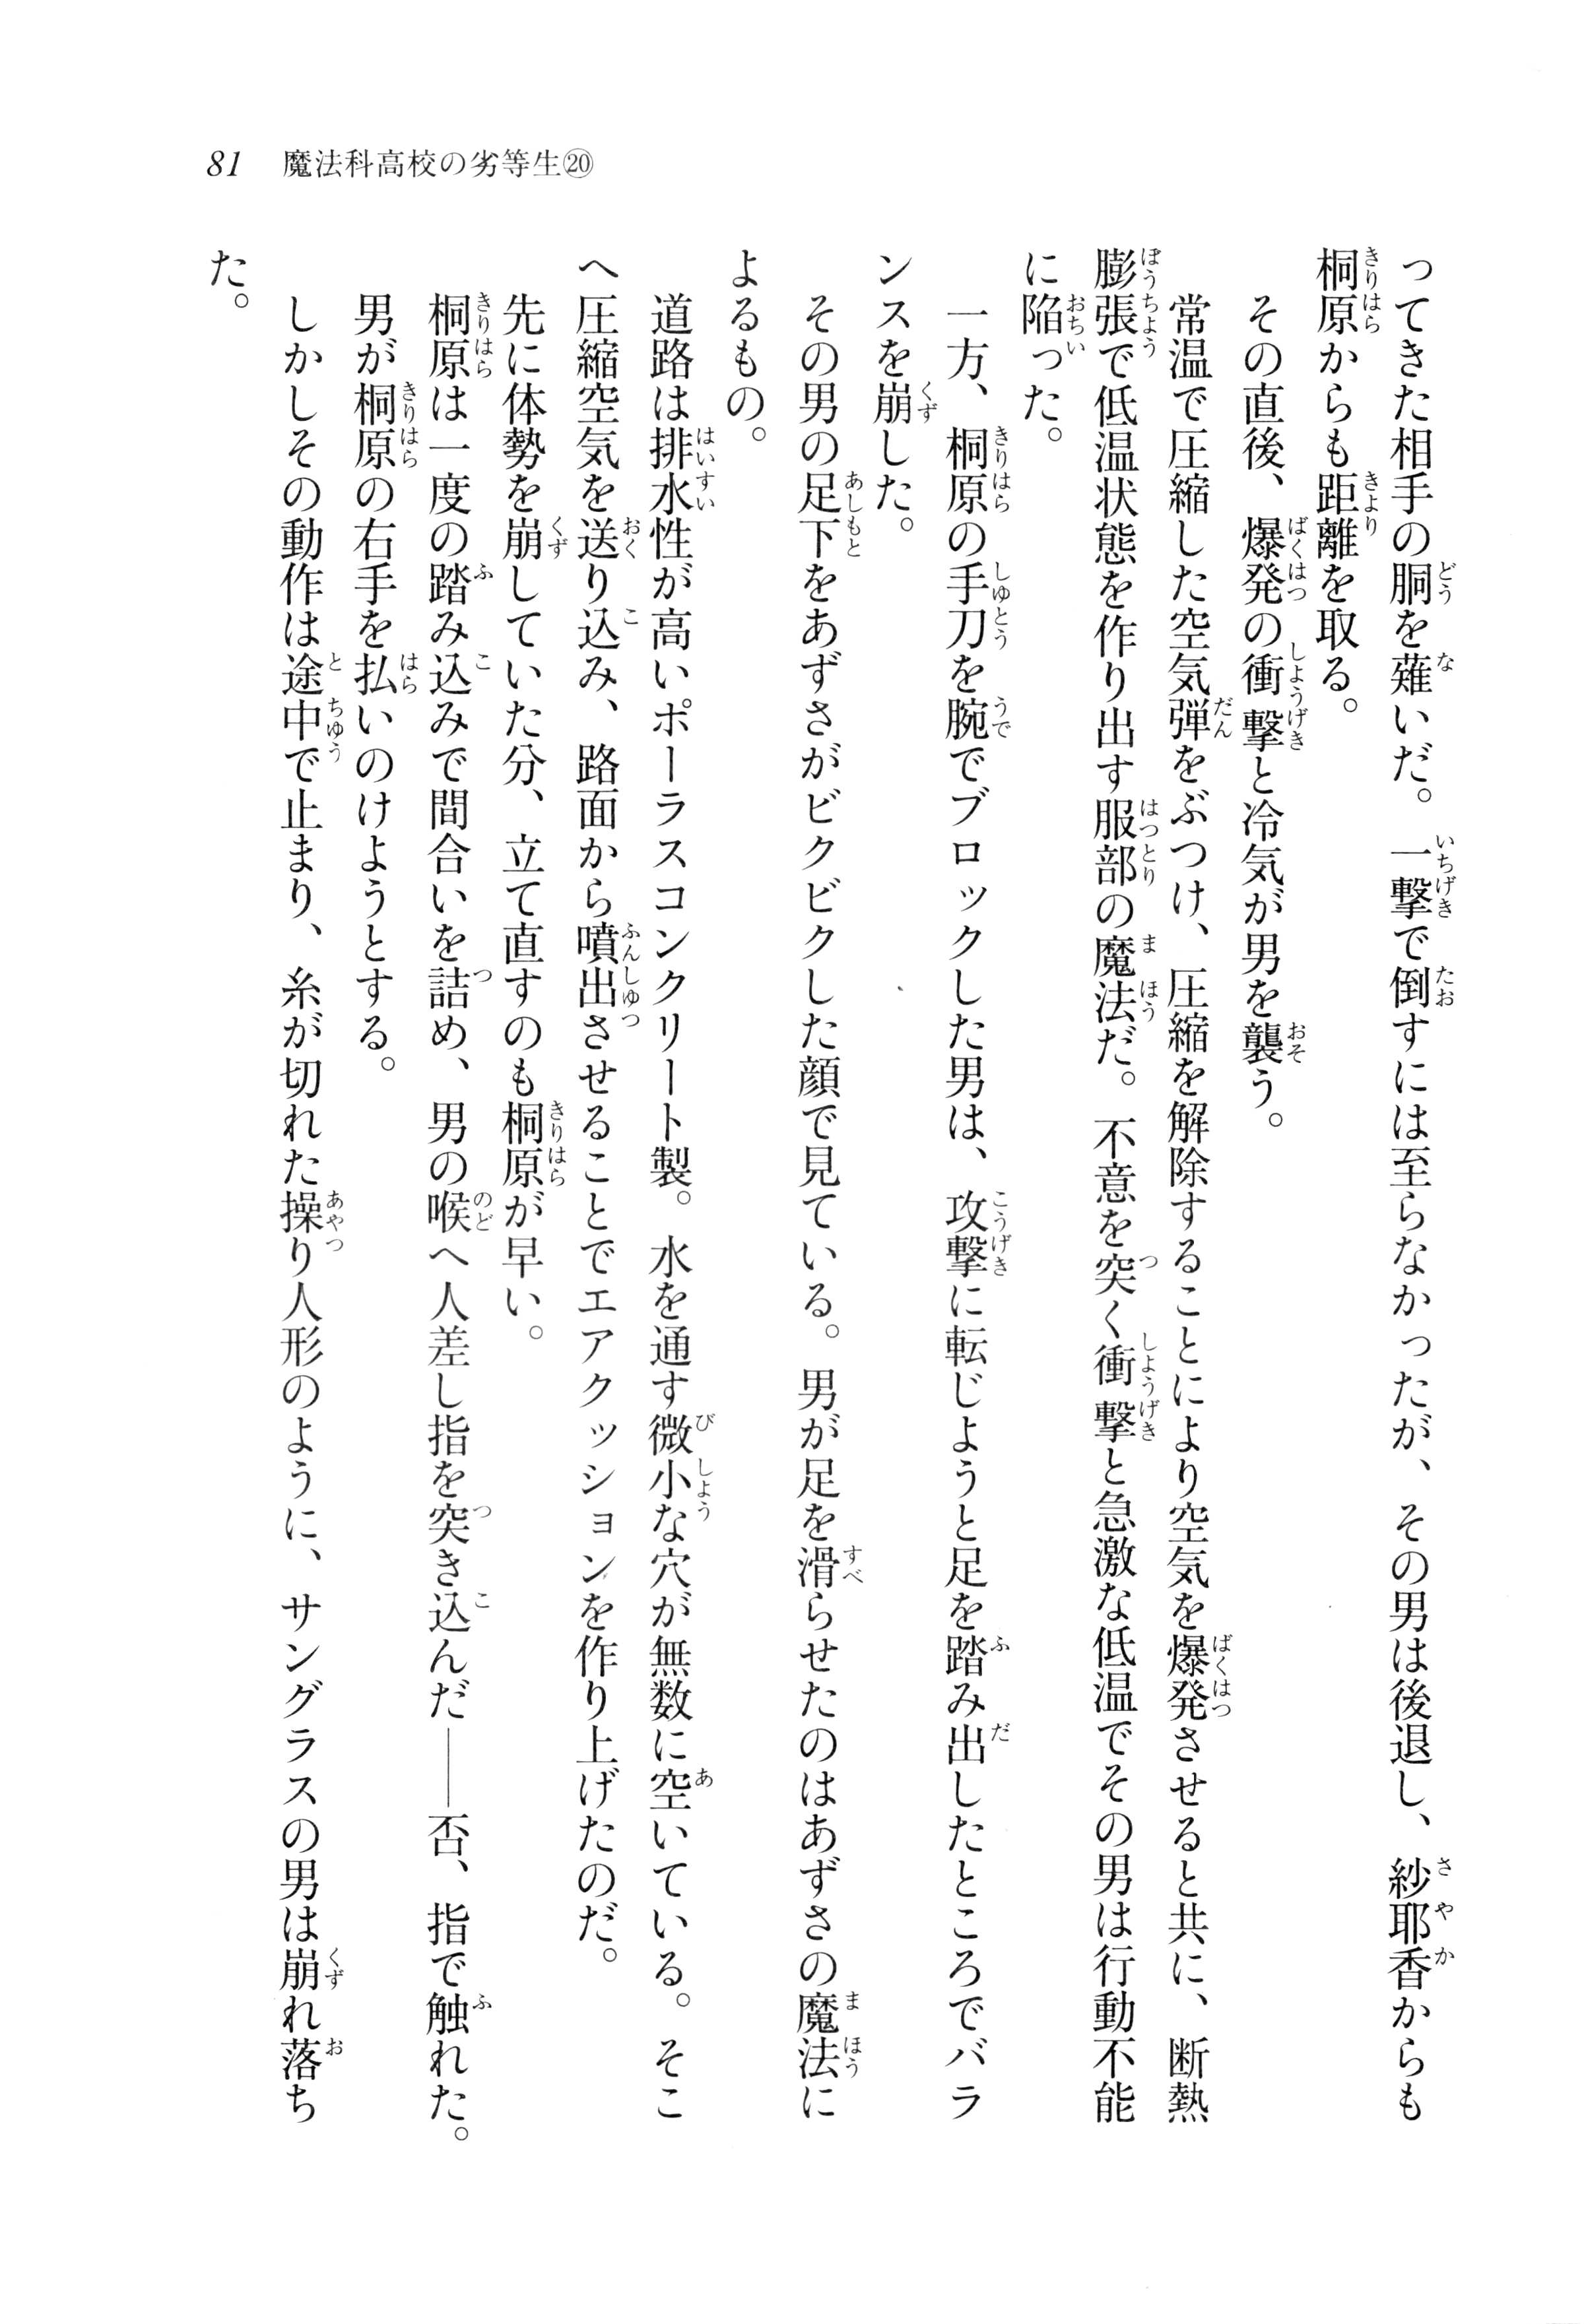 81 魔法科高校の劣等生⑳
ってきた相手の胴を薙いだ。一撃で倒すには至らなかったが、その男は後退し、紗耶香からも
桐原からも距離を取る。
その直後、爆発の衝撃と冷気が男を襲う。
常温で圧縮した空気弾をぶつけ、圧縮を解除することにより空気を爆発させると共に、断熱
膨張で低温状態を作り出す服部の魔法だ。不意を突く衝撃と急激な低温でその男は行動不能
に陥った。
一方、桐原の手刀を腕でブロックした男は、攻撃に転じようと足を踏み出したところでバラ
ンスを崩した。
その男の足下をあずさがビクビクした顔で見ている。男が足を滑らせたのはあずさの魔法に
よるもの。
道路は排水性が高いポーラスコンクリート製。水を通す微小な穴が無数に空いている。そこ
へ圧縮空気を送り込み、路面から噴出させることでエアクッションを作り上げたのだ。
先に体勢を崩していた分、立て直すのも桐原が早い。
桐原は一度の踏み込みで間合いを詰め、男の喉へ人差し指を突き込んだ――否、指で触れた。
男が桐原の右手を払いのけようとする。
しかしその動作は途中で止まり、糸が切れた操り人形のように、サングラスの男は崩れ落ち
た。